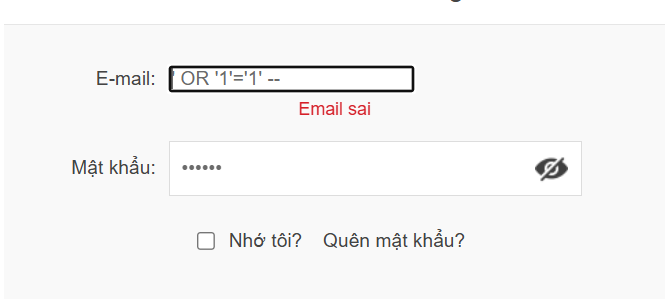 E-mail: ' OR '1'='1' --
Email sai
Mật khẩu: ••••••
Nhớ tôi? Quên mật khẩu?